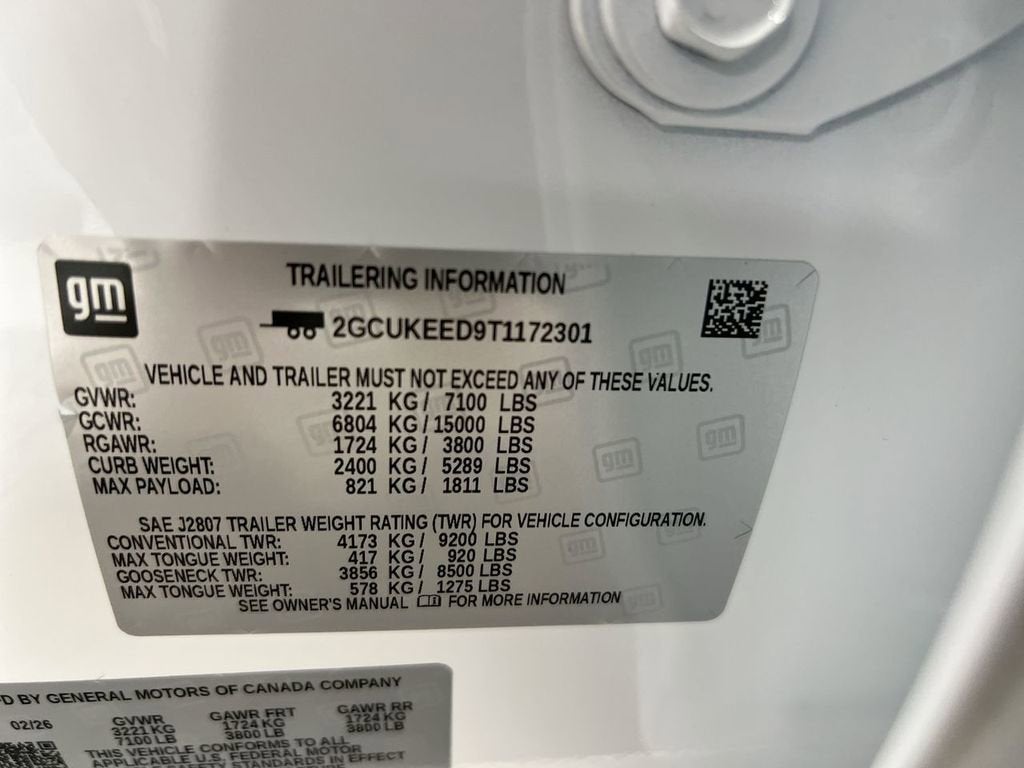 gm
TRAILERING INFORMATION
2GCUKEED9T1172301
VEHICLE AND TRAILER MUST NOT EXCEED ANY OF THESE VALUES.
GVWR: 3221 KG / 7100 LBS
GCWR: 6804 KG / 15000 LBS
RGAWR: 1724 KG / 3800 LBS
CURB WEIGHT: 2400 KG / 5289 LBS
MAX PAYLOAD: 821 KG / 1811 LBS
SAE J2807 TRAILER WEIGHT RATING (TWR) FOR VEHICLE CONFIGURATION.
CONVENTIONAL TWR: 4173 KG / 9200 LBS
MAX TONGUE WEIGHT: 417 KG / 920 LBS
GOOSENECK TWR: 3856 KG / 8500 LBS
MAX TONGUE WEIGHT: 578 KG / 1275 LBS
SEE OWNER'S MANUAL FOR MORE INFORMATION
FD BY GENERAL MOTORS OF CANADA COMPANY
02/26 GVWR GAWR FRT GAWR RR
3221 KG 1724 KG 1724 KG
7100 LB 3800 LB 3800 LB
THIS VEHICLE CONFORMS TO ALL
APPLICABLE U.S. FEDERAL MOTOR
SAFETY STANDARDS IN EFFECT